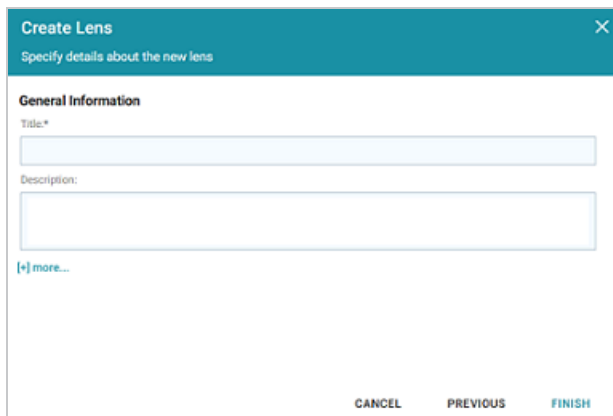 Create Lens
Specify details about the new lens
General Information
Title:*
Description:
[+] more...
CANCEL PREVIOUS FINISH